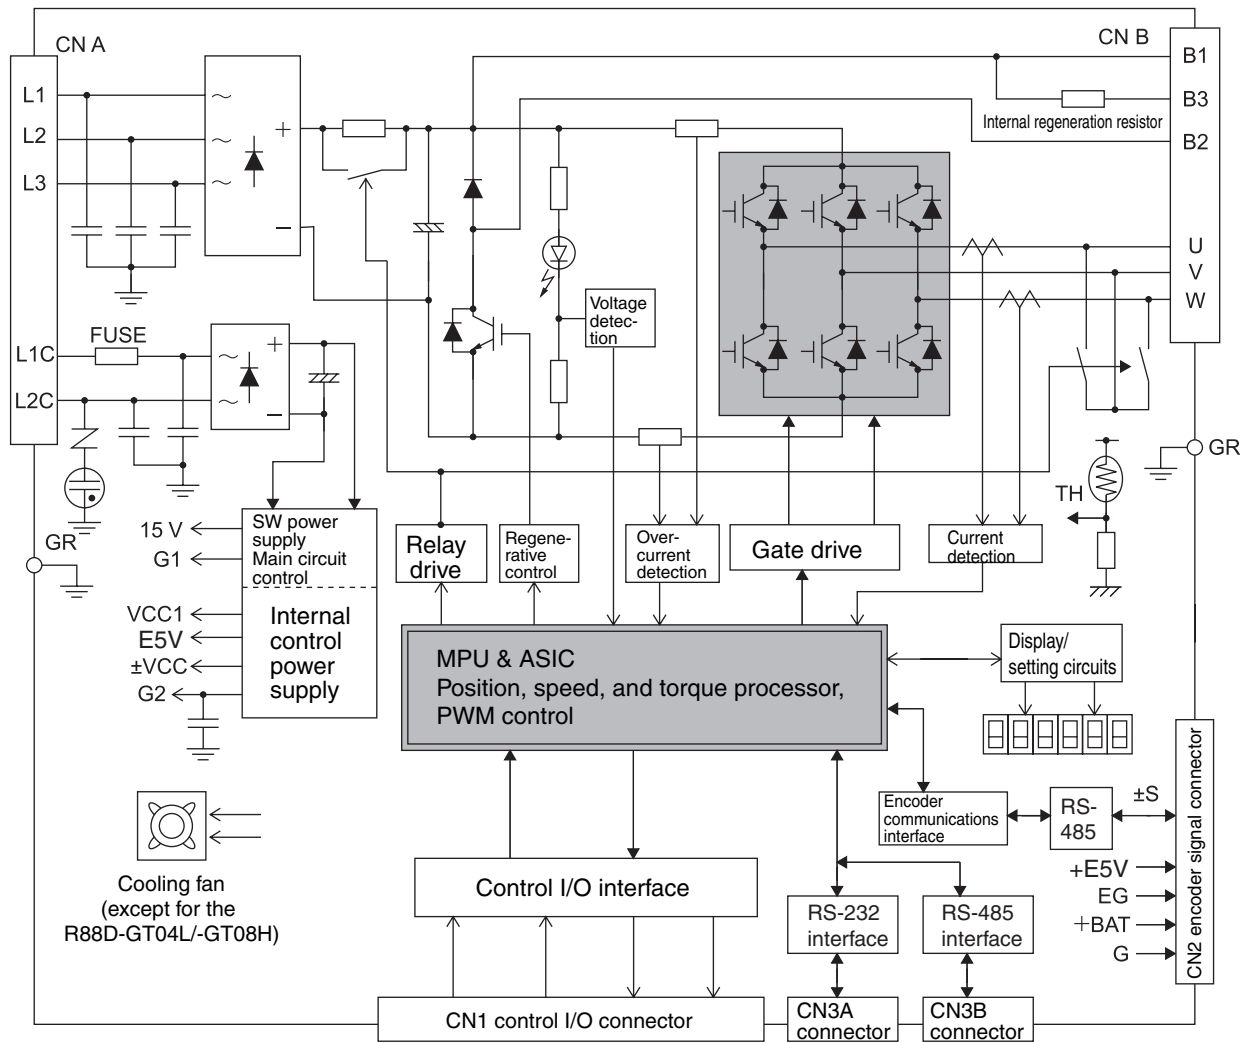 CN A
CN B
L1
L2
L3
B1
B3
Internal regeneration resistor
B2
+
−
U
V
W
Voltage
detec-
tion
FUSE
L1C
L2C
+
−
GR
TH
GR
15 V
G1
VCC1
E5V
±VCC
G2
SW power
supply
Main circuit
control
Internal
control
power
supply
Relay
drive
Regene-
rative
control
Over-
current
detection
Gate drive
Current
detection
MPU & ASIC
Position, speed, and torque processor,
PWM control
Display/
setting circuits
Encoder
communications
interface
RS-
485
±S
+E5V
EG
+BAT
G
CN2 encoder signal connector
Cooling fan
(except for the
R88D-GT04L/-GT08H)
Control I/O interface
RS-232
interface
RS-485
interface
CN1 control I/O connector
CN3A
connector
CN3B
connector